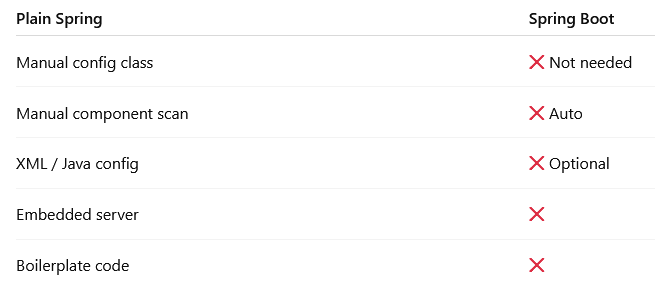 Plain Spring Spring Boot
Manual config class ❌ Not needed
Manual component scan ❌ Auto
XML / Java config ❌ Optional
Embedded server ❌
Boilerplate code ❌